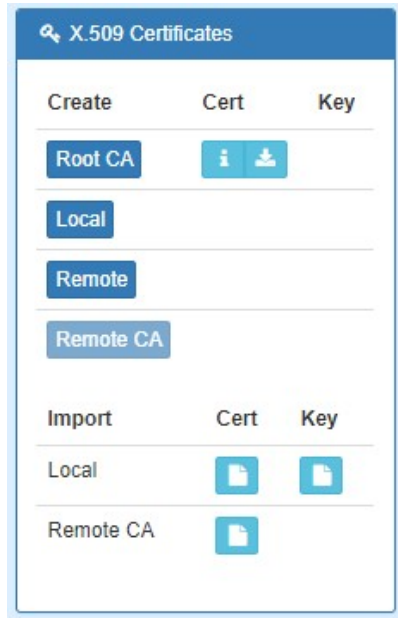 X.509 Certificates
Create Cert Key
Root CA
Local
Remote
Remote CA
Import Cert Key
Local
Remote CA